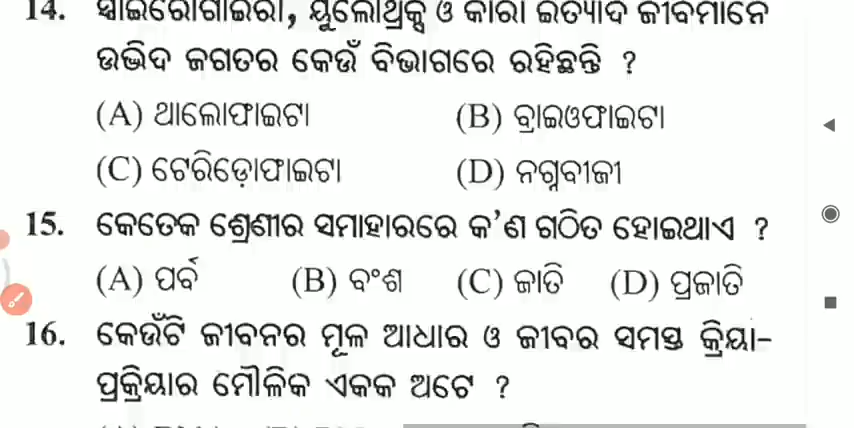 14. ସ୍ପାଇରୋଗାଇରା, ୟୁଲୋଥ୍ରିକ୍ସ ଓ କାରା ଇତ୍ୟାଦି ଜୀବମାନେ
ଉଦ୍ଭିଦ ଜଗତର କେଉଁ ବିଭାଗରେ ରହିଛନ୍ତି ?
(A) ଥାଲୋଫାଇଟା (B) ବ୍ରାଇଓଫାଇଟା
(C) ଟେରିଡ଼ୋଫାଇଟା (D) ନଗ୍ନବୀଜୀ
15. କେତେକ ଶ୍ରେଣୀର ସମାହାରରେ କ'ଣ ଗଠିତ ହୋଇଥାଏ ?
(A) ପର୍ବ (B) ବଂଶ (C) ଜାତି (D) ପ୍ରଜାତି
16. କେଉଁଟି ଜୀବନର ମୂଳ ଆଧାର ଓ ଜୀବର ସମସ୍ତ କ୍ରିୟା-
ପ୍ରକ୍ରିୟାର ମୌଳିକ ଏକକ ଅଟେ ?